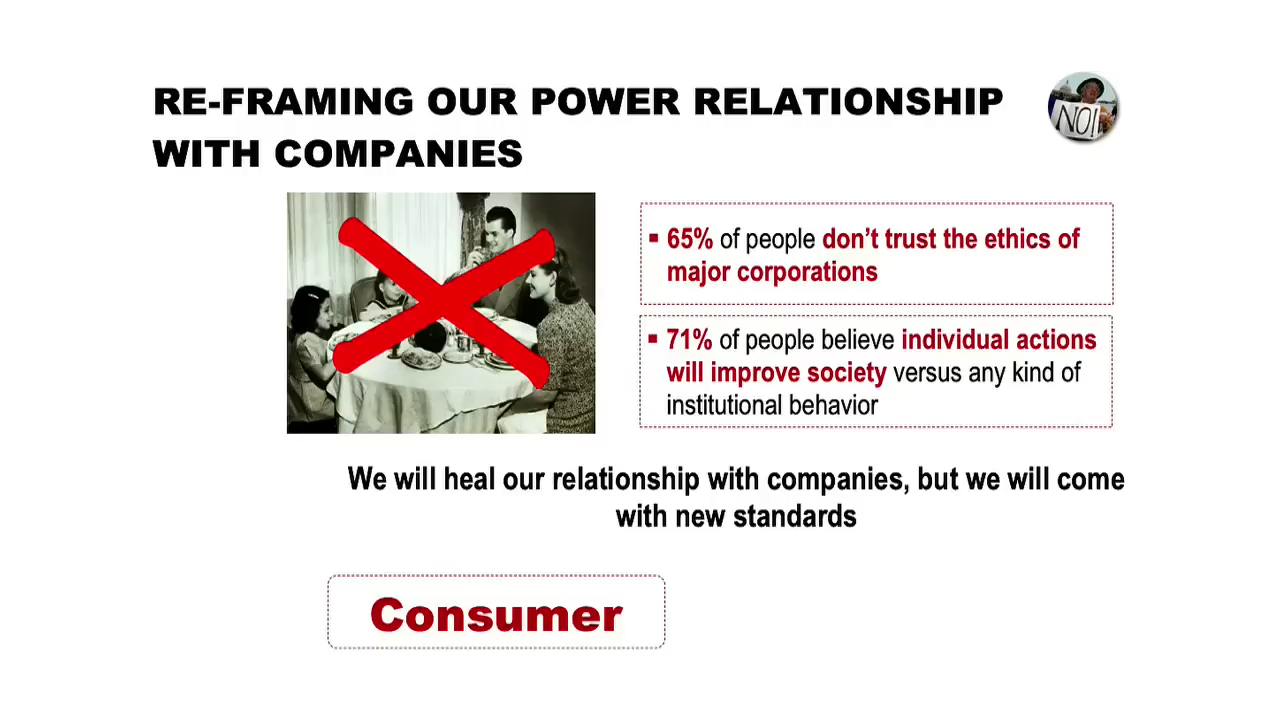 RE-FRAMING OUR POWER RELATIONSHIP
WITH COMPANIES
NO!
▪ 65% of people don’t trust the ethics of
major corporations
▪ 71% of people believe individual actions
will improve society versus any kind of
institutional behavior
We will heal our relationship with companies, but we will come
with new standards
Consumer